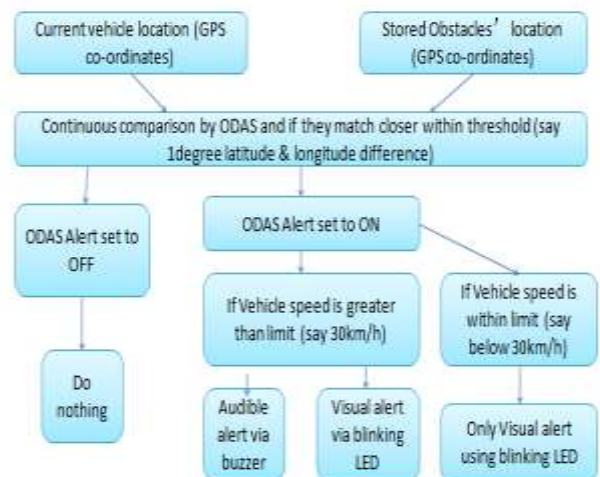 Current vehicle location (GPS
co-ordinates)
Stored Obstacles' location
(GPS co-ordinates)
Continuous comparison by ODAS and if they match closer within threshold (say
1degree latitude & longitude difference)
ODAS Alert set to
OFF
ODAS Alert set to ON
If Vehicle speed is greater
than limit (say 30km/h)
If Vehicle speed is
within limit (say
below 30km/h)
Do
nothing
Audible
alert via
buzzer
Visual alert
via blinking
LED
Only Visual alert
using blinking LED